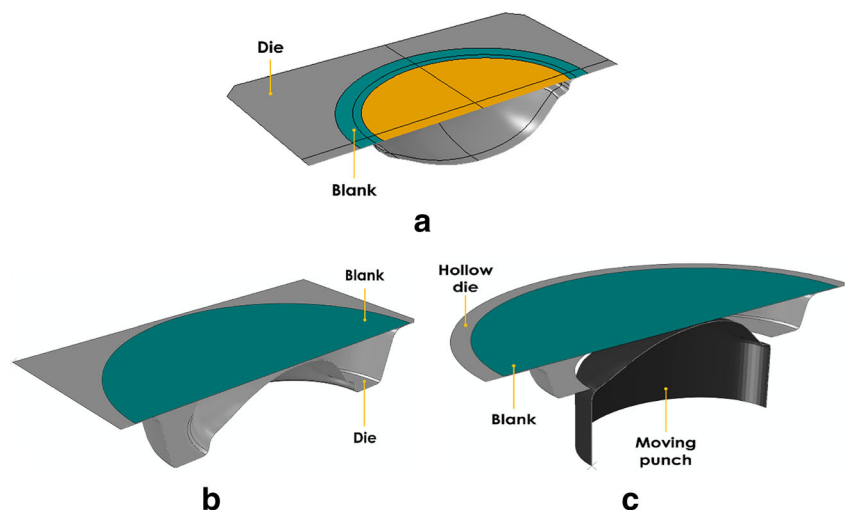 Die
Blank
a
Blank
Die
b
Hollow
die
Blank
Moving
punch
c